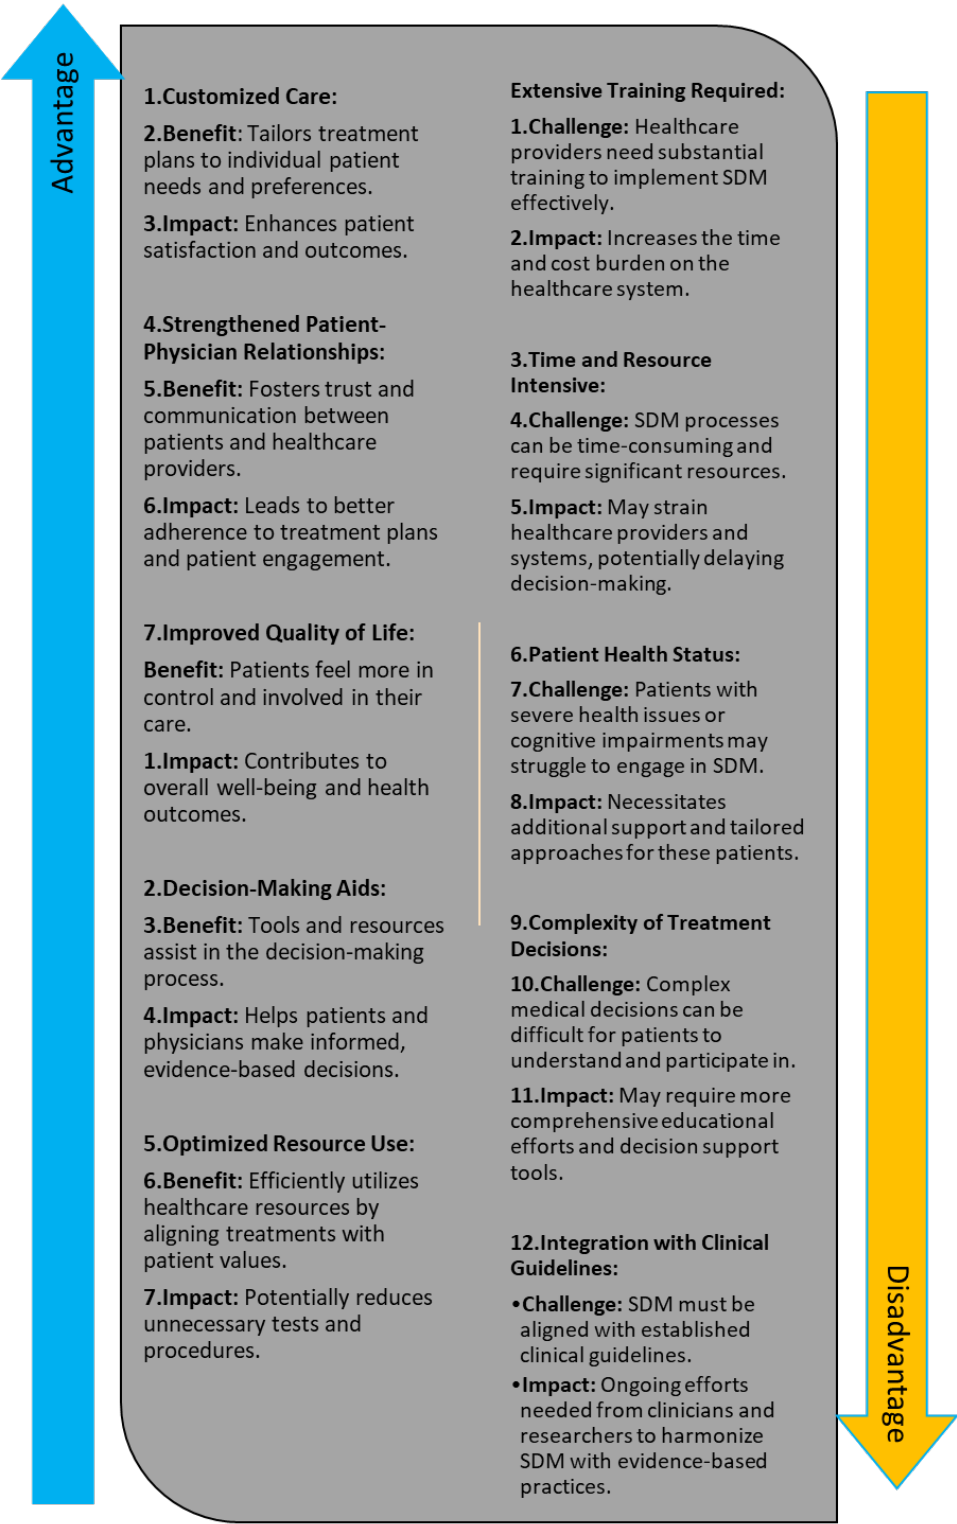 Advantage
1.Customized Care:
2.Benefit: Tailors treatment
plans to individual patient
needs and preferences.
3.Impact: Enhances patient
satisfaction and outcomes.
4.Strengthened Patient-
Physician Relationships:
5.Benefit: Fosters trust and
communication between
patients and healthcare
providers.
6.Impact: Leads to better
adherence to treatment plans
and patient engagement.
7.Improved Quality of Life:
Benefit: Patients feel more in
control and involved in their
care.
1.Impact: Contributes to
overall well-being and health
outcomes.
2.Decision-Making Aids:
3.Benefit: Tools and resources
assist in the decision-making
process.
4.Impact: Helps patients and
physicians make informed,
evidence-based decisions.
5.Optimized Resource Use:
6.Benefit: Efficiently utilizes
healthcare resources by
aligning treatments with
patient values.
7.Impact: Potentially reduces
unnecessary tests and
procedures.
Extensive Training Required:
1.Challenge: Healthcare
providers need substantial
training to implement SDM
effectively.
2.Impact: Increases the time
and cost burden on the
healthcare system.
3.Time and Resource
Intensive:
4.Challenge: SDM processes
can be time-consuming and
require significant resources.
5.Impact: May strain
healthcare providers and
systems, potentially delaying
decision-making.
6.Patient Health Status:
7.Challenge: Patients with
severe health issues or
cognitive impairments may
struggle to engage in SDM.
8.Impact: Necessitates
additional support and tailored
approaches for these patients.
9.Complexity of Treatment
Decisions:
10.Challenge: Complex
medical decisions can be
difficult for patients to
understand and participate in.
11.Impact: May require more
comprehensive educational
efforts and decision support
tools.
12.Integration with Clinical
Guidelines:
•Challenge: SDM must be
aligned with established
clinical guidelines.
•Impact: Ongoing efforts
needed from clinicians and
researchers to harmonize
SDM with evidence-based
practices.
Disadvantage